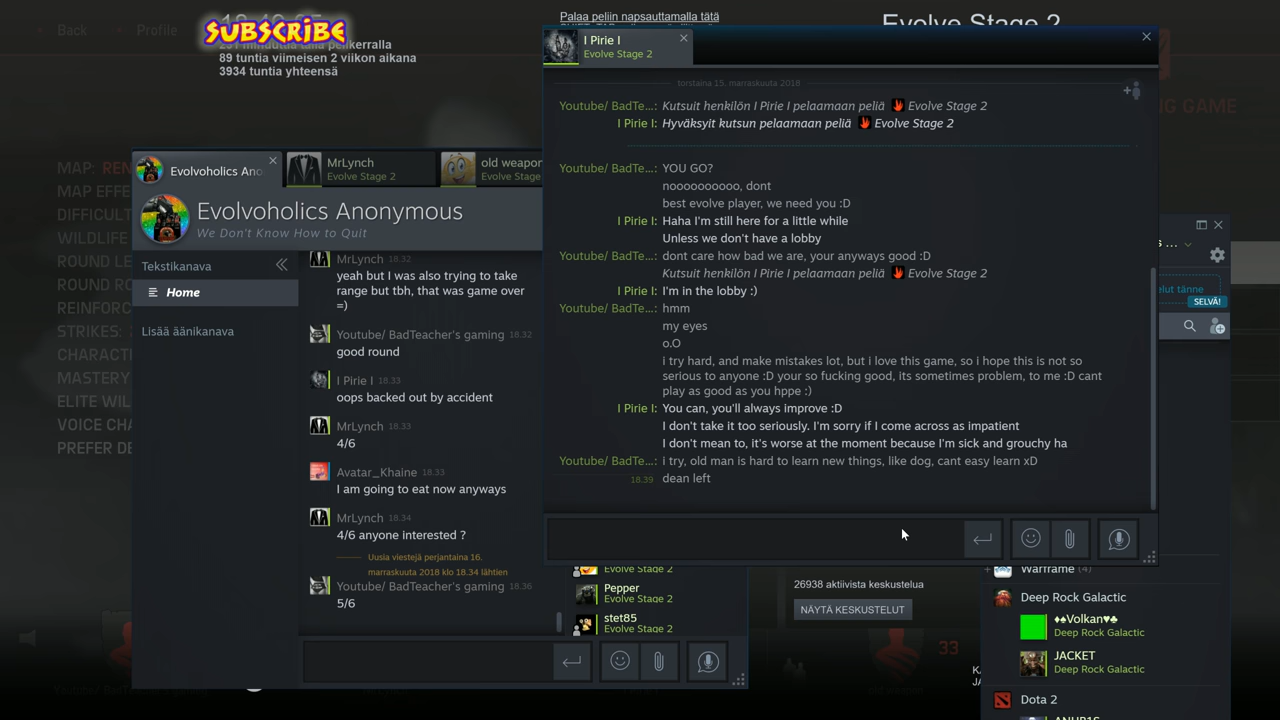 Back
Profile
SUBSCRIBE
89 tuntia viimeisen 2 viikon aikana
3934 tuntia yhteensä
Palaa peliin napsauttamalla tätä
Evolve Stage 2
I Pirie I
Evolve Stage 2
torstaina 15. marraskuuta 2018
Youtube/ BadTe...: Kutsuit henkilön I Pirie I pelaamaan peliä Evolve Stage 2
I Pirie I: Hyväksyit kutsun pelaamaan peliä Evolve Stage 2
Youtube/ BadTe...: YOU GO?
noooooooooo, dont
best evolve player, we need you :D
I Pirie I: Haha I'm still here for a little while
Unless we don't have a lobby
Youtube/ BadTe...: dont care how bad we are, your anyways good :D
Kutsuit henkilön I Pirie I pelaamaan peliä Evolve Stage 2
I Pirie I: I'm in the lobby :)
Youtube/ BadTe...: hmm
my eyes
o.O
i try hard, and make mistakes lot, but i love this game, so i hope this is not so
serious to anyone :D your so fucking good, its sometimes problem, to me :D cant
play as good as you hppe :)
I Pirie I: You can, you'll always improve :D
I don't take it too seriously. I'm sorry if I come across as impatient
I don't mean to, it's worse at the moment because I'm sick and grouchy ha
Youtube/ BadTe...: i try, old man is hard to learn new things, like dog, cant easy learn xD
18.39 dean left
Evolvoholics Ano
MrLynch
Evolve Stage 2
old weapon
Evolve Stage
Evolvoholics Anonymous
We Don't Know How to Quit
Tekstikanava
Home
Lisää äänikanava
MrLynch 18.32
yeah but I was also trying to take
range but tbh, that was game over
=)
Youtube/ BadTeacher's gaming 18.32
good round
I Pirie I 18.33
oops backed out by accident
MrLynch 18.33
4/6
Avatar_Khaine 18.33
I am going to eat now anyways
MrLynch 18.34
4/6 anyone interested ?
Uusia viestejä perjantaina 16.
marraskuuta 2018 klo 18.34 lähtien
Youtube/ BadTeacher's gaming 18.36
5/6
MAP:
MAP EFFE
DIFFICULT
WILDLIFE
ROUND LE
ROUND RO
REINFORC
STRIKES:
CHARACTE
MASTERY
ELITE WIL
VOICE CHA
PREFER DE
Evolve Stage 2
Pepper
Evolve Stage 2
stet85
Evolve Stage 2
26938 aktiivista keskustelua
NÄYTÄ KESKUSTELUT
33
NG GAME
elut tänne
SELVÄ!
Warframe (4)
Deep Rock Galactic
♦♠Volkan♥♣
Deep Rock Galactic
JACKET
Deep Rock Galactic
Dota 2